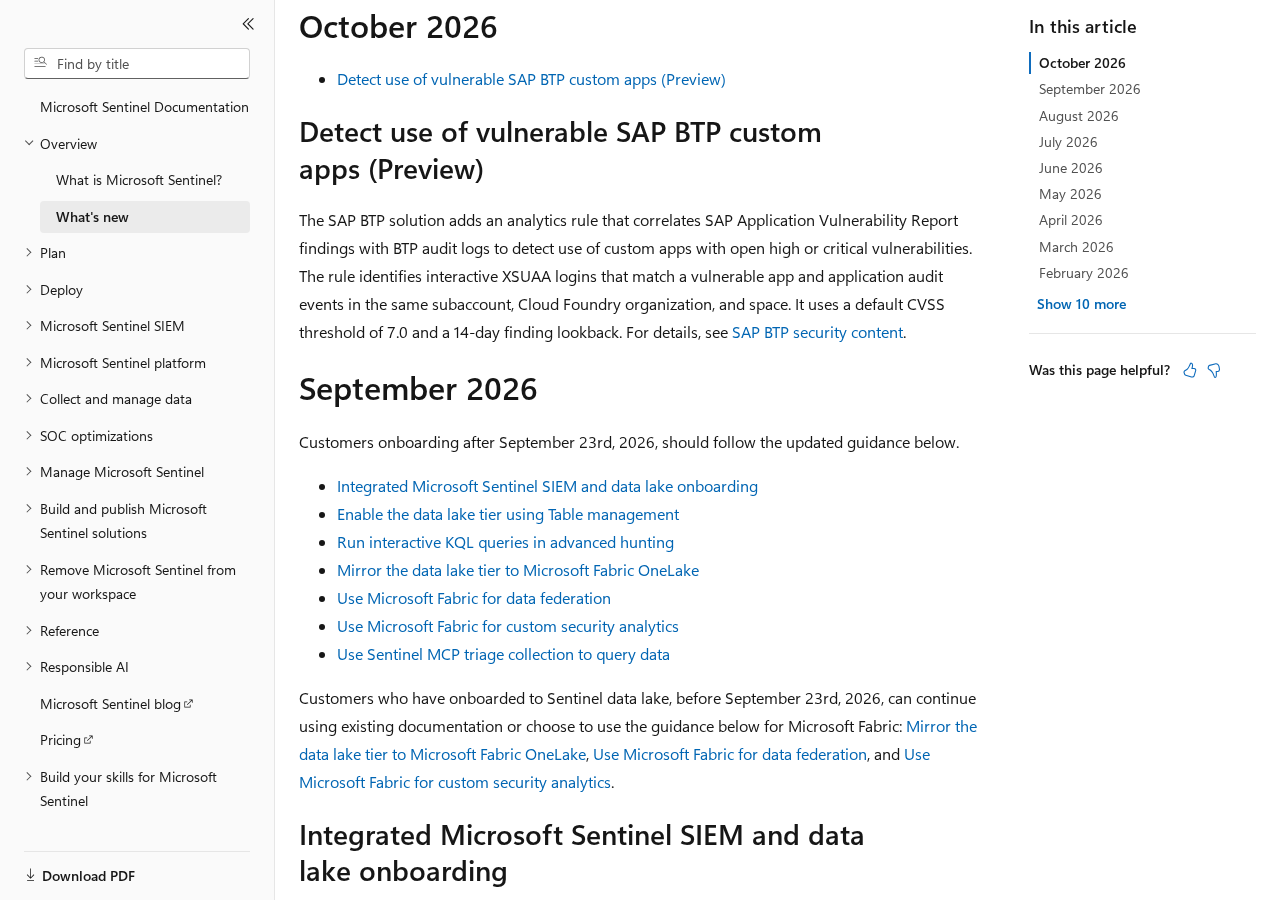 Find by title
Microsoft Sentinel Documentation
Overview
What is Microsoft Sentinel?
What's new
Plan
Deploy
Microsoft Sentinel SIEM
Microsoft Sentinel platform
Collect and manage data
SOC optimizations
Manage Microsoft Sentinel
Build and publish Microsoft
Sentinel solutions
Remove Microsoft Sentinel from
your workspace
Reference
Responsible AI
Microsoft Sentinel blog
Pricing
Build your skills for Microsoft
Sentinel
Download PDF
October 2026
Detect use of vulnerable SAP BTP custom apps (Preview)
Detect use of vulnerable SAP BTP custom
apps (Preview)
The SAP BTP solution adds an analytics rule that correlates SAP Application Vulnerability Report
findings with BTP audit logs to detect use of custom apps with open high or critical vulnerabilities.
The rule identifies interactive XSUAA logins that match a vulnerable app and application audit
events in the same subaccount, Cloud Foundry organization, and space. It uses a default CVSS
threshold of 7.0 and a 14-day finding lookback. For details, see SAP BTP security content.
September 2026
Customers onboarding after September 23rd, 2026, should follow the updated guidance below.
Integrated Microsoft Sentinel SIEM and data lake onboarding
Enable the data lake tier using Table management
Run interactive KQL queries in advanced hunting
Mirror the data lake tier to Microsoft Fabric OneLake
Use Microsoft Fabric for data federation
Use Microsoft Fabric for custom security analytics
Use Sentinel MCP triage collection to query data
Customers who have onboarded to Sentinel data lake, before September 23rd, 2026, can continue
using existing documentation or choose to use the guidance below for Microsoft Fabric: Mirror the
data lake tier to Microsoft Fabric OneLake, Use Microsoft Fabric for data federation, and Use
Microsoft Fabric for custom security analytics.
Integrated Microsoft Sentinel SIEM and data
lake onboarding
In this article
October 2026
September 2026
August 2026
July 2026
June 2026
May 2026
April 2026
March 2026
February 2026
Show 10 more
Was this page helpful?